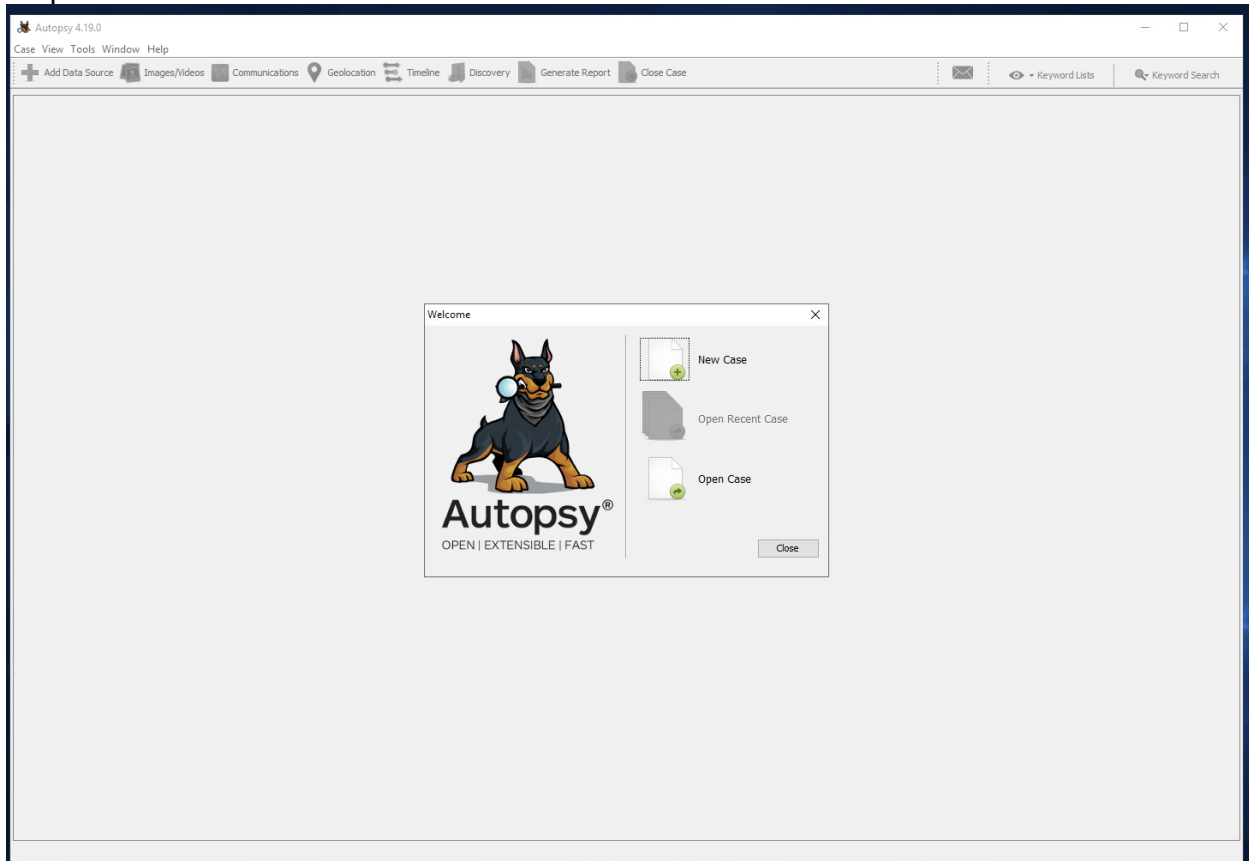 Autopsy 4.19.0
Case View Tools Window Help
Add Data Source Images/Videos Communications Geolocation Timeline Discovery Generate Report Close Case Keyword Lists Keyword Search
Welcome
New Case
Open Recent Case
Open Case
Autopsy®
OPEN | EXTENSIBLE | FAST
Close